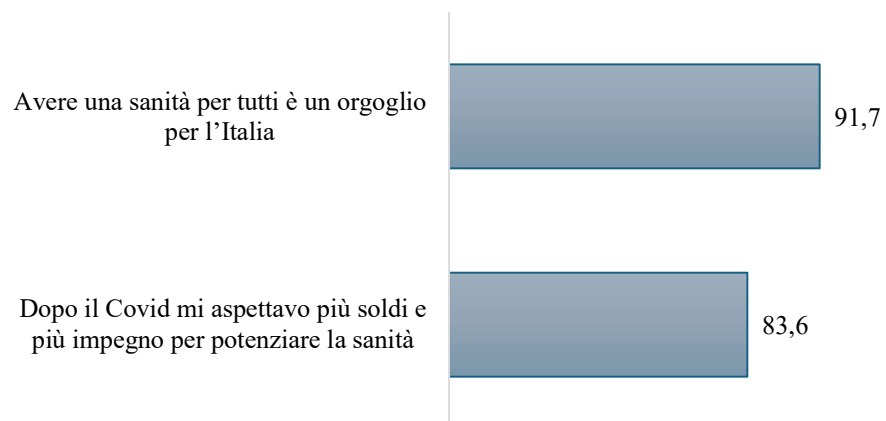 Avere una sanità per tutti è un orgoglio
per l’Italia
91,7
Dopo il Covid mi aspettavo più soldi e
più impegno per potenziare la sanità
83,6